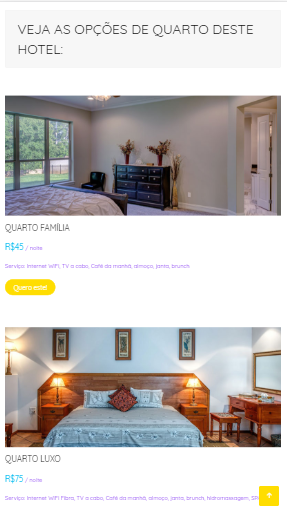 VEJA AS OPÇÕES DE QUARTO DESTE
HOTEL:
QUARTO FAMÍLIA
R$45 / noite
Serviço: Internet WiFi, TV a cabo, Café da manhã, almoço, janta, brunch
Quero este!
QUARTO LUXO
R$75 / noite
Serviço: Internet WiFi Fibra, TV a cabo, Café da manhã, almoço, janta, brunch, hidromassagem,